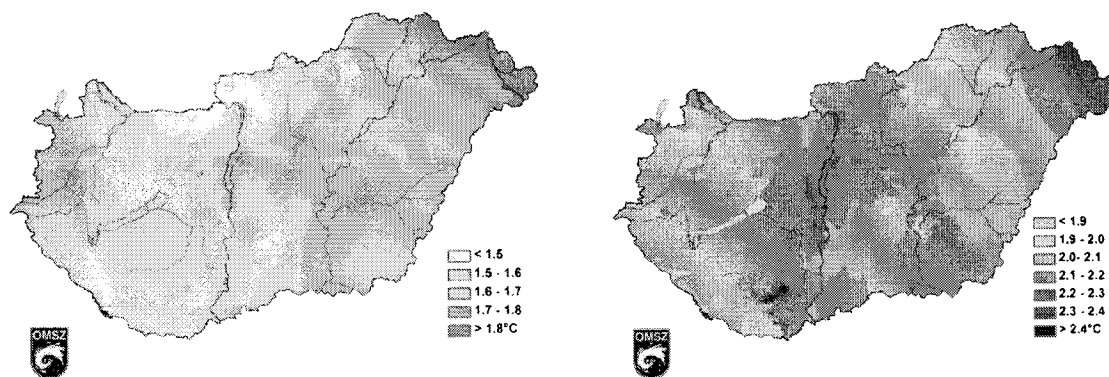 < 1.5
1.5 - 1.6
1.6 - 1.7
1.7 - 1.8
> 1.8°C
OMSZ
< 1.9
1.9 - 2.0
2.0- 2.1
2.1 - 2.2
2.2 - 2.3
2.3 - 2.4
> 2.4°C
OMSZ